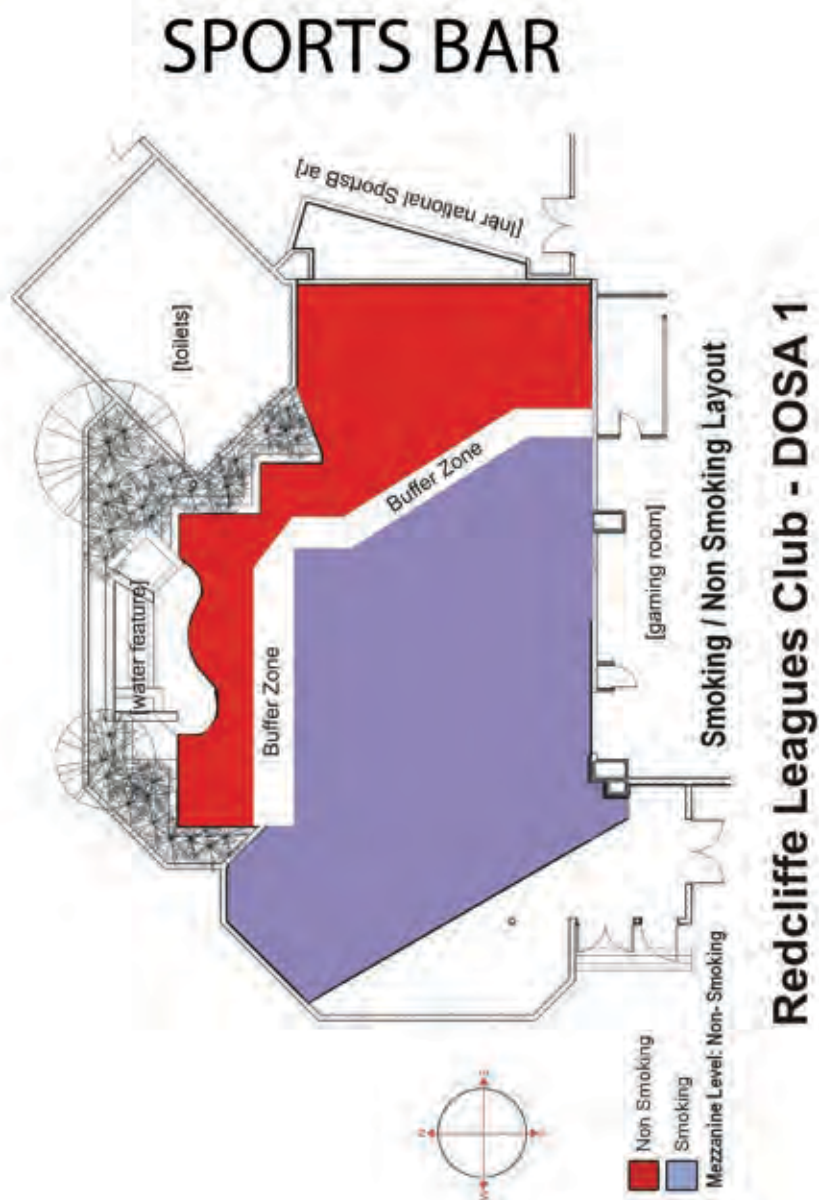 SPORTS BAR
[Inter national SportsB ar]
[toilets]
Buffer Zone
[water feature]
Buffer Zone
[gaming room]
Smoking / Non Smoking Layout
Redcliffe Leagues Club - DOSA 1
Non Smoking
Smoking
Mezzanine Level: Non- Smoking
N
W